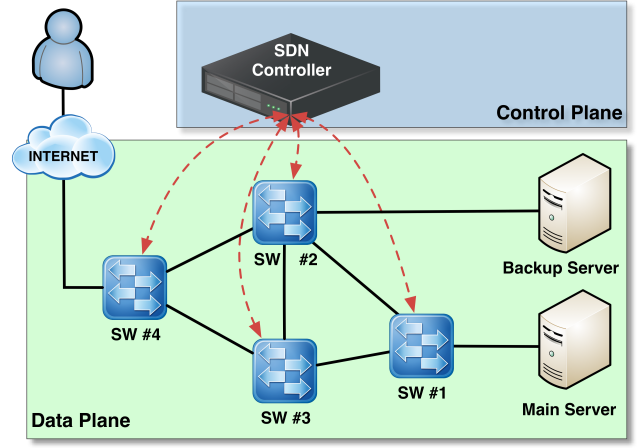 SDN
Controller
Control Plane
INTERNET
SW #2
Backup Server
SW #4
SW #1
Main Server
SW #3
Data Plane